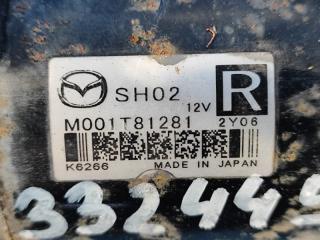 SH02
12V
R
M001T81281
2Y06
K6266
MADE IN JAPAN
33244